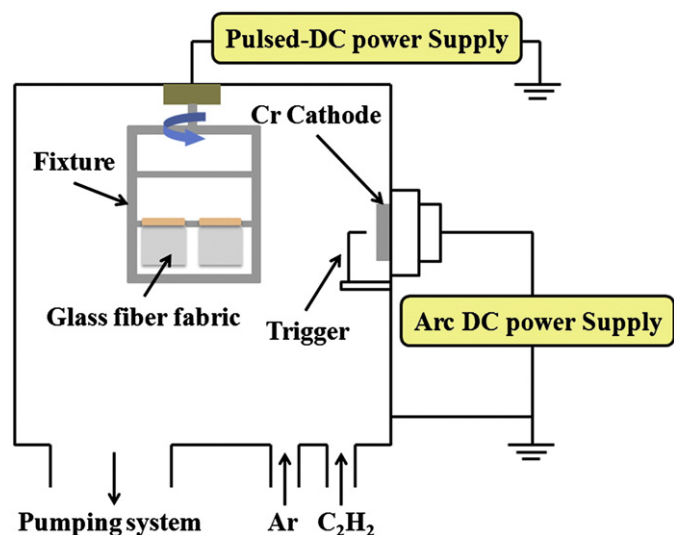 Pulsed-DC power Supply
Cr Cathode
Fixture
Glass fiber fabric
Trigger
Arc DC power Supply
Pumping system
Ar
C₂H₂